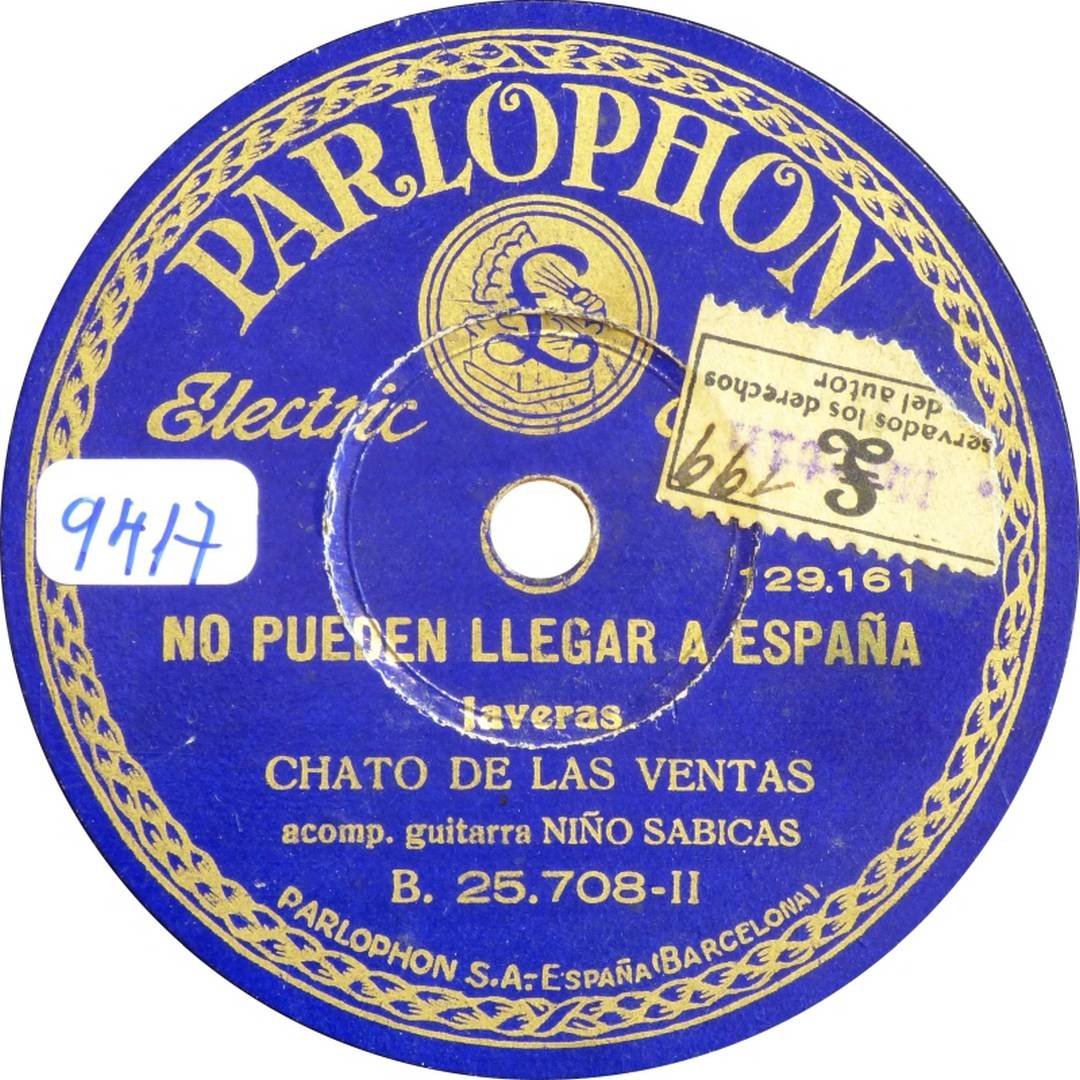 PARLOPHON
Electric
servados los derechos
del autor
199
9417
129.161
NO PUEDEN LLEGAR A ESPAÑA
Javeras
CHATO DE LAS VENTAS
acomp. guitarra NIÑO SABICAS
B. 25.708-II
PARLOPHON S.A.-ESPAÑA (BARCELONA)